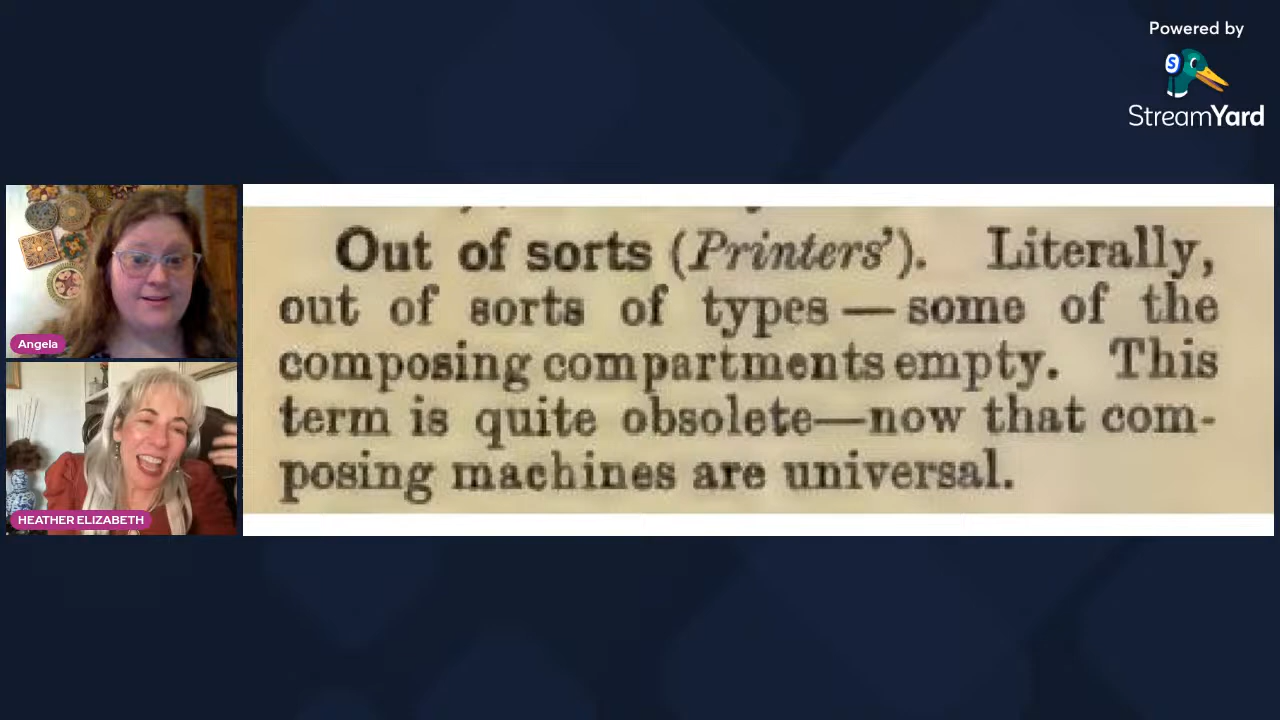 Powered by
StreamYard
Out of sorts (Printers'). Literally,
out of sorts of types — some of the
composing compartments empty. This
term is quite obsolete—now that com-
posing machines are universal.
Angela
HEATHER ELIZABETH